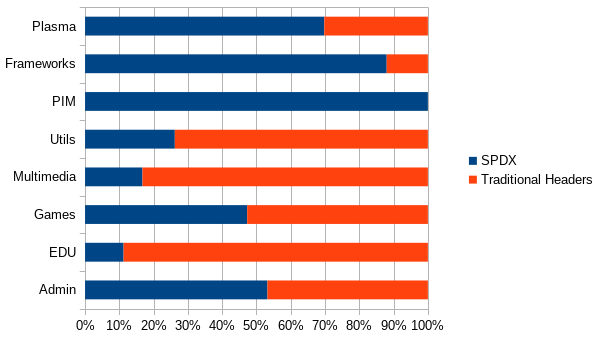 Plasma
Frameworks
PIM
Utils
Multimedia
Games
EDU
Admin
0% 10% 20% 30% 40% 50% 60% 70% 80% 90% 100%
SPDX
Traditional Headers